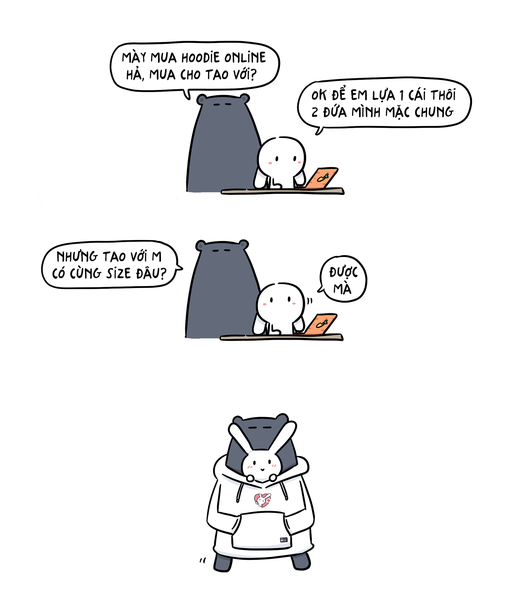 MÀY MUA HOODIE ONLINE
HẢ, MUA CHO TAO VỚI?
OK ĐỂ EM LỰA 1 CÁI THÔI
2 ĐỨA MÌNH MẶC CHUNG
NHƯNG TAO VỚI M
CÓ CÙNG SIZE ĐÂU?
ĐƯỢC
MÀ